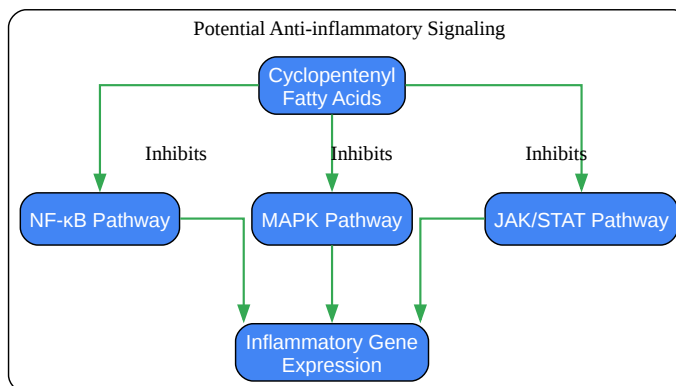 Potential Anti-inflammatory Signaling
Cyclopentenyl
Fatty Acids
Inhibits
Inhibits
Inhibits
NF-κB Pathway
MAPK Pathway
JAK/STAT Pathway
Inflammatory Gene
Expression